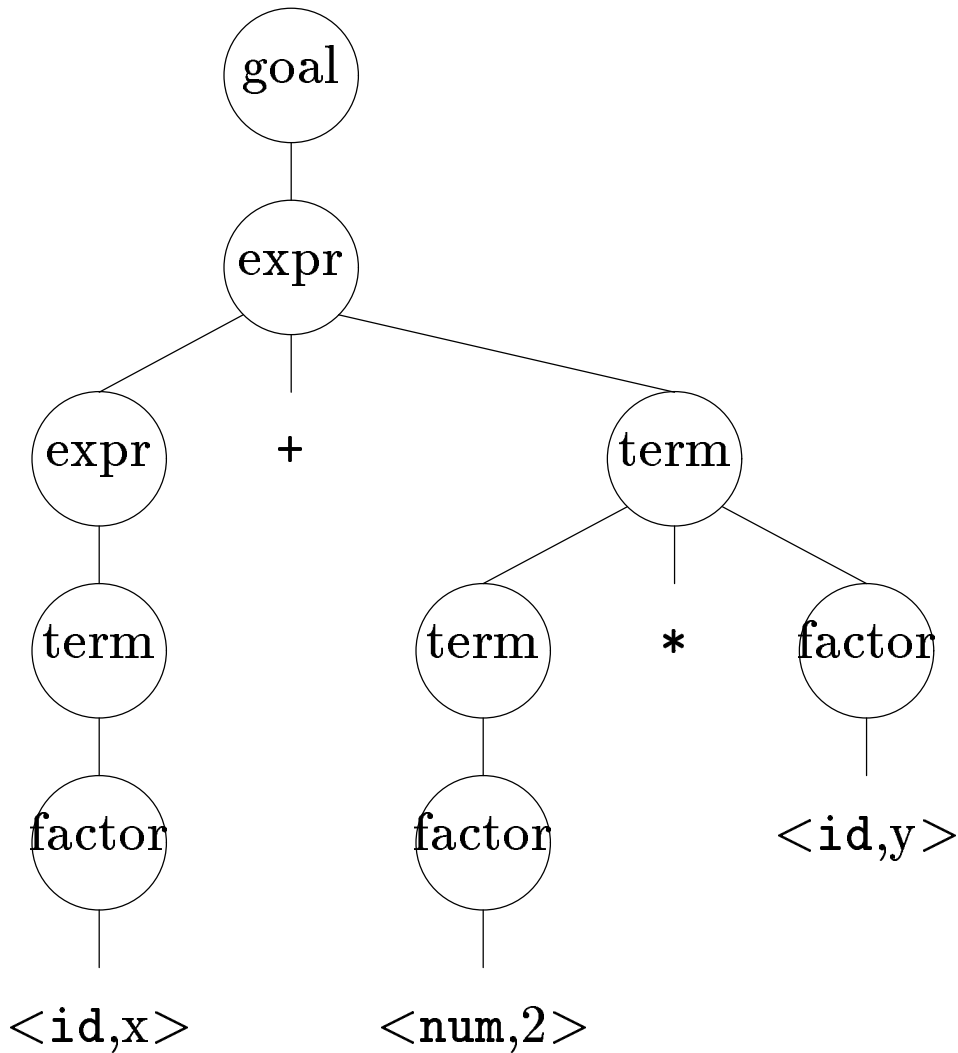 goal
expr
expr + term
term term * factor
factor factor <id,y>
<id,x> <num,2>